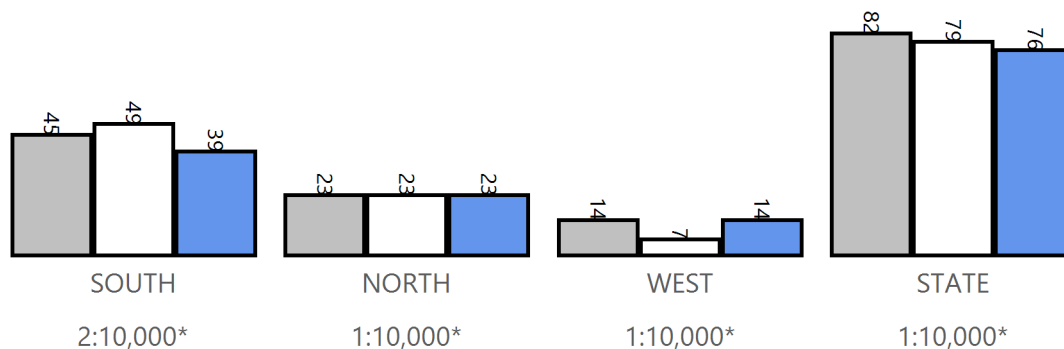 45 49 39 23 23 23 14 7 14 82 79 76
SOUTH NORTH WEST STATE
2:10,000* 1:10,000* 1:10,000* 1:10,000*